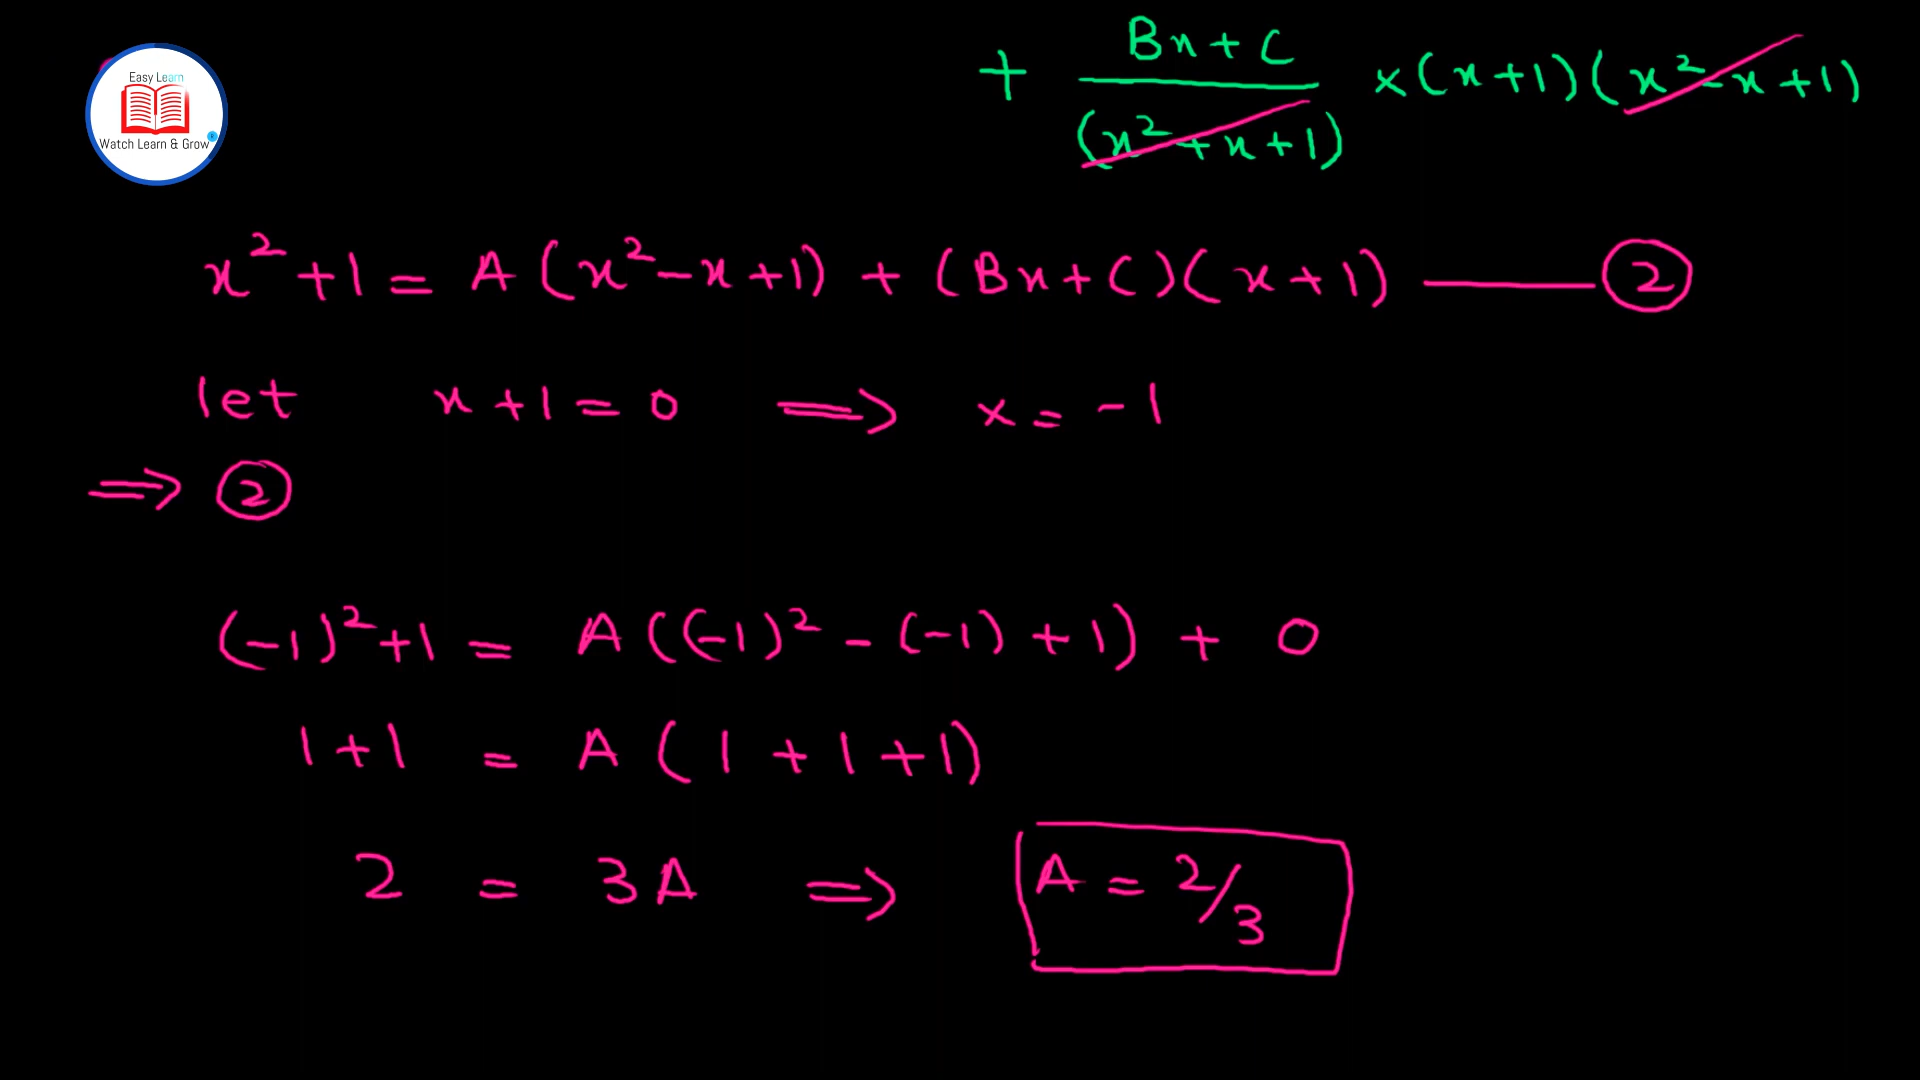 Bx + C
+ ───── × (x+1)(x² - x + 1)
(x² + x + 1)
Easy Learn
Watch Learn & Grow
x² + 1 = A (x² - x + 1) + (Bx + C)(x + 1) ——— ②
let x + 1 = 0 ⟹ x = -1
⟹ ②
(-1)² + 1 = A ((-1)² - (-1) + 1) + 0
1 + 1 = A (1 + 1 + 1)
2 = 3A ⟹ A = 2/3